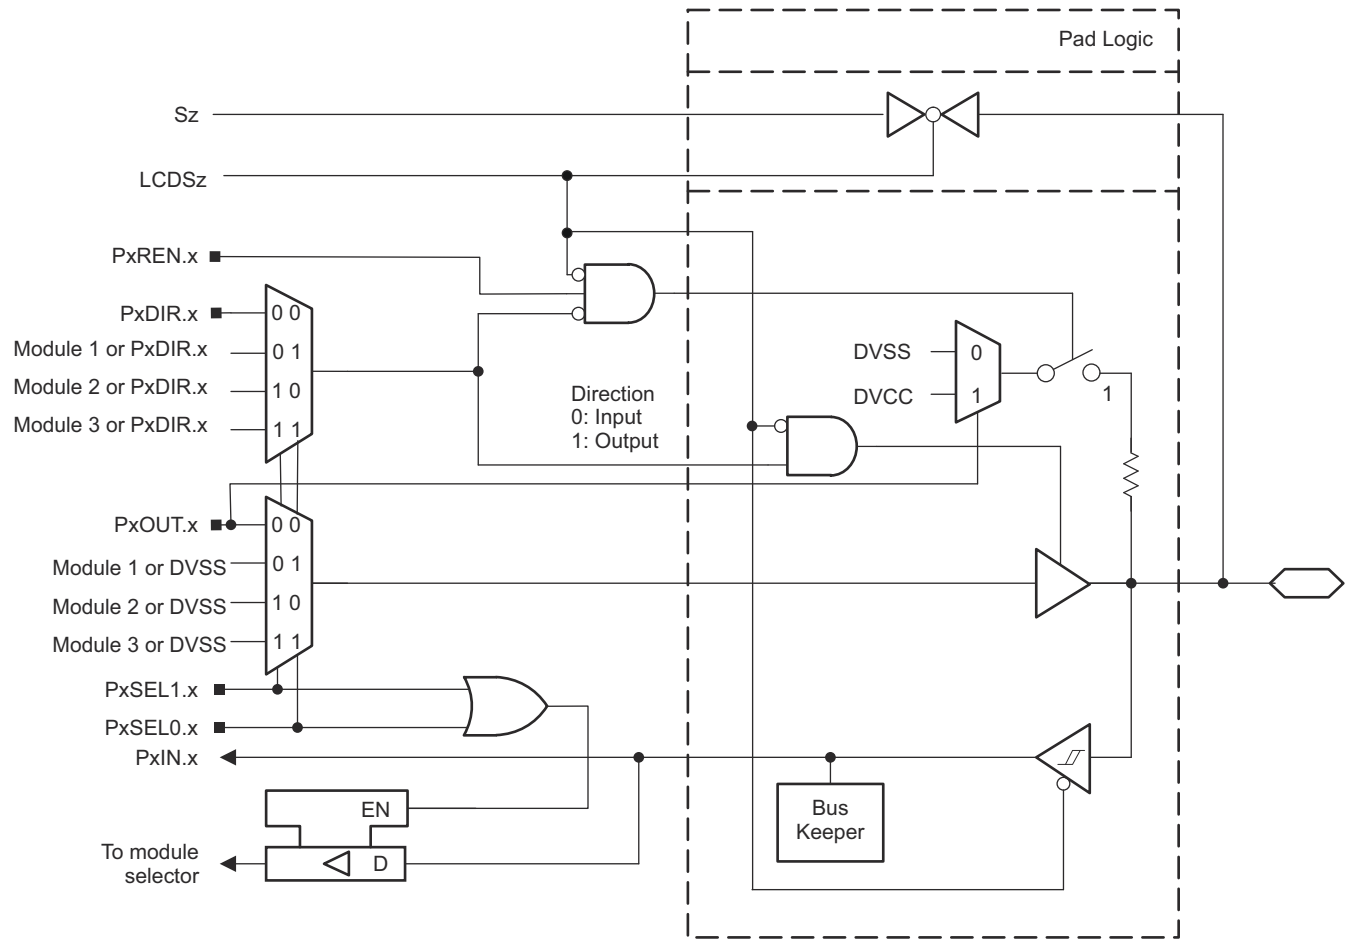 Pad Logic
Sz
LCDSz
PxREN.x
PxDIR.x
0 0
Module 1 or PxDIR.x
0 1
Module 2 or PxDIR.x
1 0
Module 3 or PxDIR.x
1 1
Direction
0: Input
1: Output
DVSS
0
DVCC
1
1
PxOUT.x
0 0
Module 1 or DVSS
0 1
Module 2 or DVSS
1 0
Module 3 or DVSS
1 1
PxSEL1.x
PxSEL0.x
PxIN.x
EN
Bus
Keeper
To module
selector
D